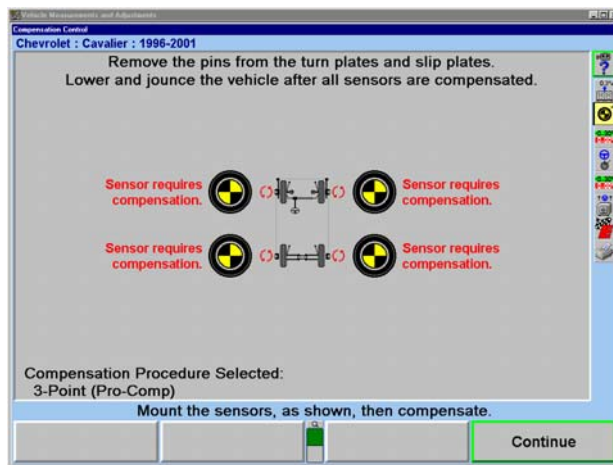 Vehicle Measurements and Adjustments
Compensation Control
Chevrolet : Cavalier : 1996-2001
Remove the pins from the turn plates and slip plates.
Lower and jounce the vehicle after all sensors are compensated.
Sensor requires
compensation.
Sensor requires
compensation.
Sensor requires
compensation.
Sensor requires
compensation.
Compensation Procedure Selected:
3-Point (Pro-Comp)
Mount the sensors, as shown, then compensate.
Continue